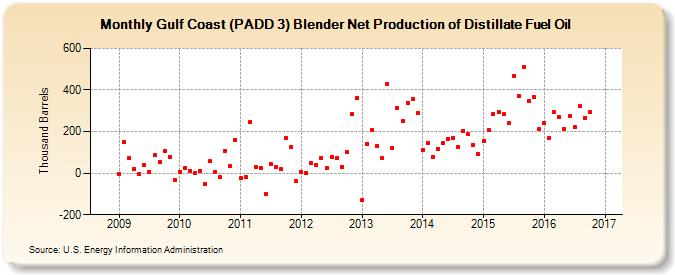 Monthly Gulf Coast (PADD 3) Blender Net Production of Distillate Fuel Oil
Thousand Barrels
600
400
200
0
-200
2009 2010 2011 2012 2013 2014 2015 2016 2017
Source: U.S. Energy Information Administration